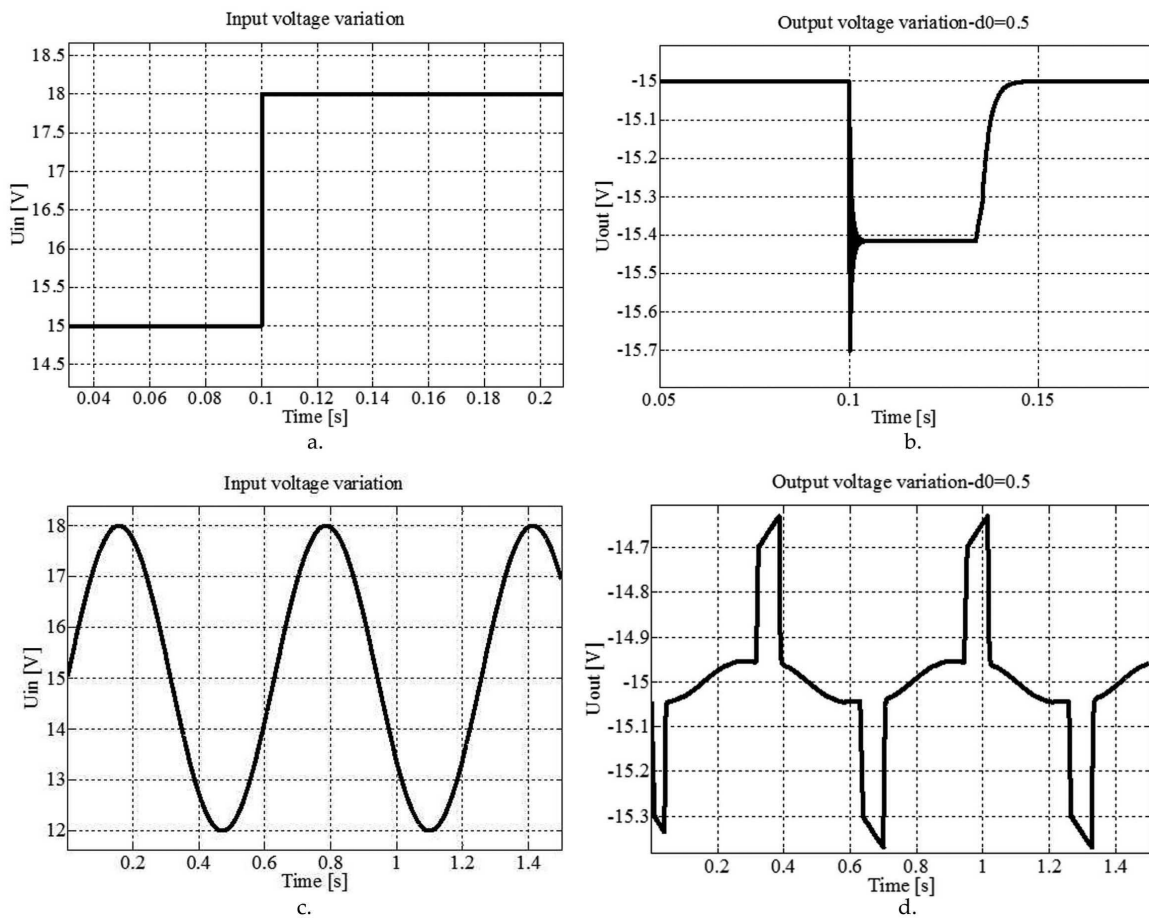 Input voltage variation
18.5
18
17.5
17
16.5
16
15.5
15
14.5
Uin [V]
0.04 0.06 0.08 0.1 0.12 0.14 0.16 0.18 0.2
Time [s]
a.
Output voltage variation-d0=0.5
-15
-15.1
-15.2
-15.3
-15.4
-15.5
-15.6
-15.7
Uout [V]
0.05 0.1 0.15
Time [s]
b.
Input voltage variation
18
17
16
15
14
13
12
Uin [V]
0.2 0.4 0.6 0.8 1 1.2 1.4
Time [s]
c.
Output voltage variation-d0=0.5
-14.7
-14.8
-14.9
-15
-15.1
-15.2
-15.3
Uout [V]
0.2 0.4 0.6 0.8 1 1.2 1.4
Time [s]
d.